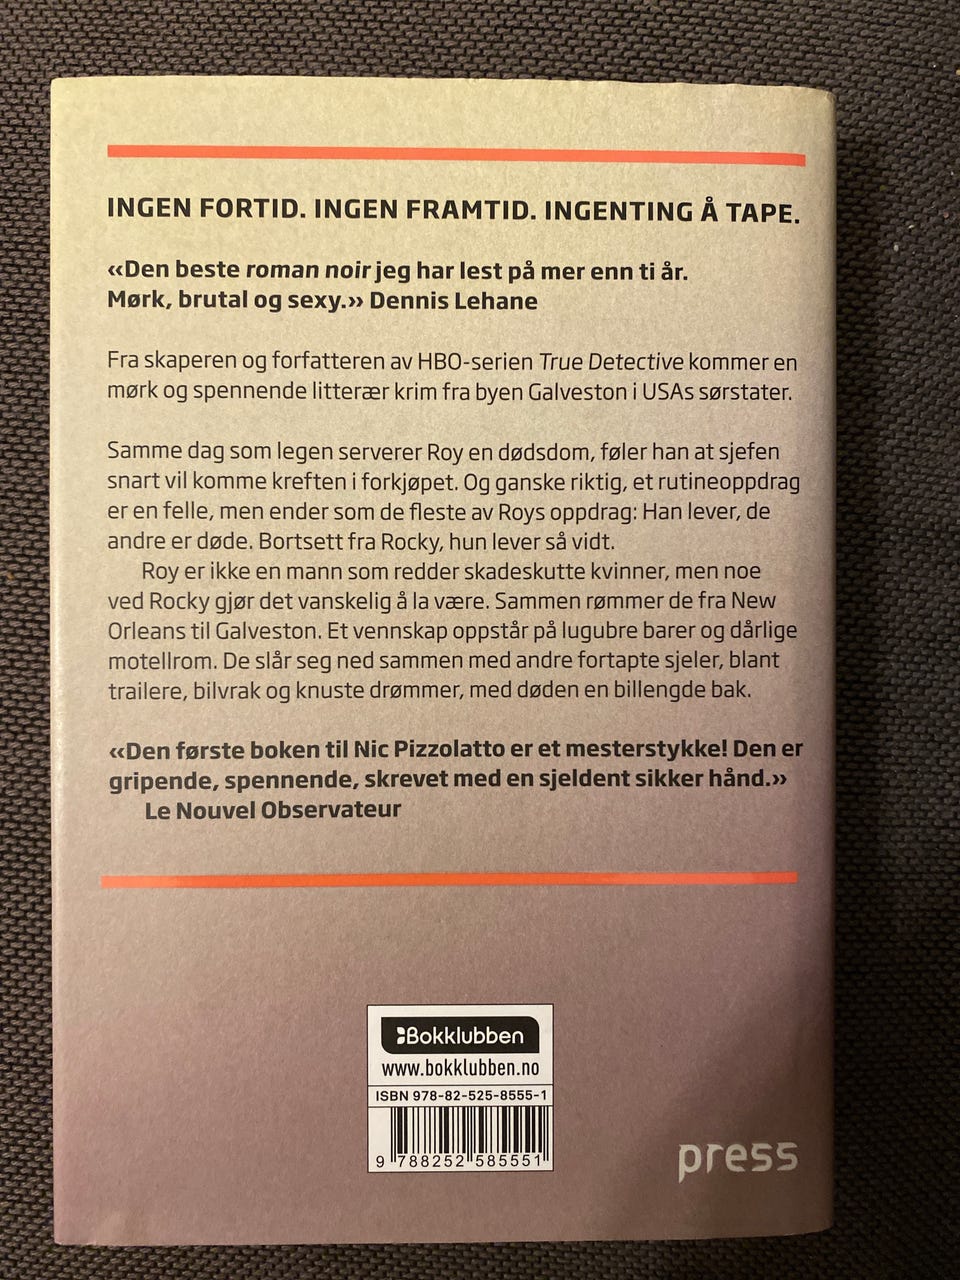 INGEN FORTID. INGEN FRAMTID. INGENTING Å TAPE.
«Den beste roman noir jeg har lest på mer enn ti år.
Mørk, brutal og sexy.» Dennis Lehane
Fra skaperen og forfatteren av HBO-serien True Detective kommer en
mørk og spennende litterær krim fra byen Galveston i USAs sørstater.
Samme dag som legen serverer Roy en dødsdom, føler han at sjefen
snart vil komme kreften i forkjøpet. Og ganske riktig, et rutineoppdrag
er en felle, men ender som de fleste av Roys oppdrag: Han lever, de
andre er døde. Bortsett fra Rocky, hun lever så vidt.
Roy er ikke en mann som redder skadeskutte kvinner, men noe
ved Rocky gjør det vanskelig å la være. Sammen rømmer de fra New
Orleans til Galveston. Et vennskap oppstår på lugubre barer og dårlige
motellrom. De slår seg ned sammen med andre fortapte sjeler, blant
trailere, bilvrak og knuste drømmer, med døden en billengde bak.
«Den første boken til Nic Pizzolatto er et mesterstykke! Den er
gripende, spennende, skrevet med en sjeldent sikker hånd.»
Le Nouvel Observateur
Bokklubben
www.bokklubben.no
ISBN 978-82-525-8555-1
9 788252 585551
press